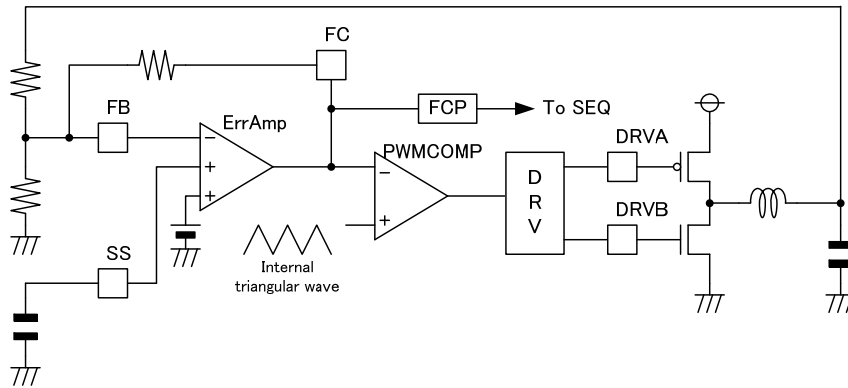 FC
FCP
To SEQ
FB
ErrAmp
DRVA
PWMCOMP
D
R
V
DRVB
SS
Internal
triangular wave